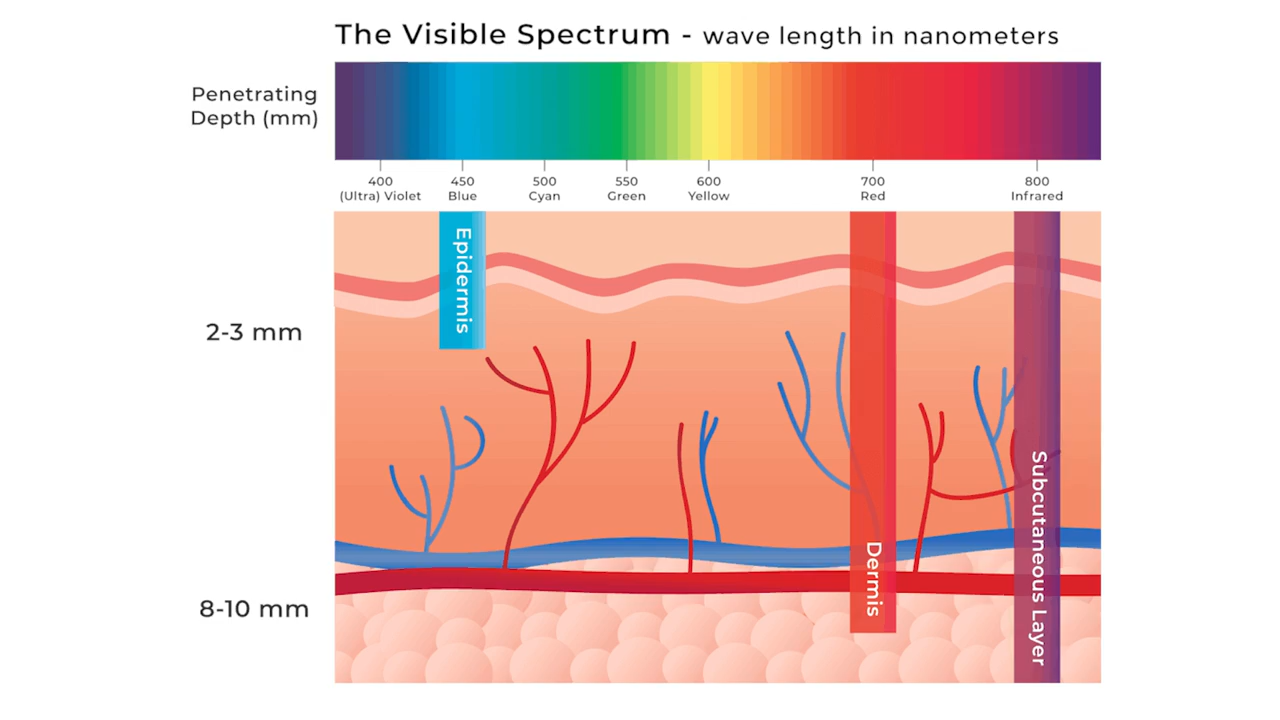 The Visible Spectrum - wave length in nanometers
Penetrating
Depth (mm)
400
(Ultra) Violet
450
Blue
500
Cyan
550
Green
600
Yellow
700
Red
800
Infrared
Epidermis
2-3 mm
Dermis
Subcutaneous Layer
8-10 mm